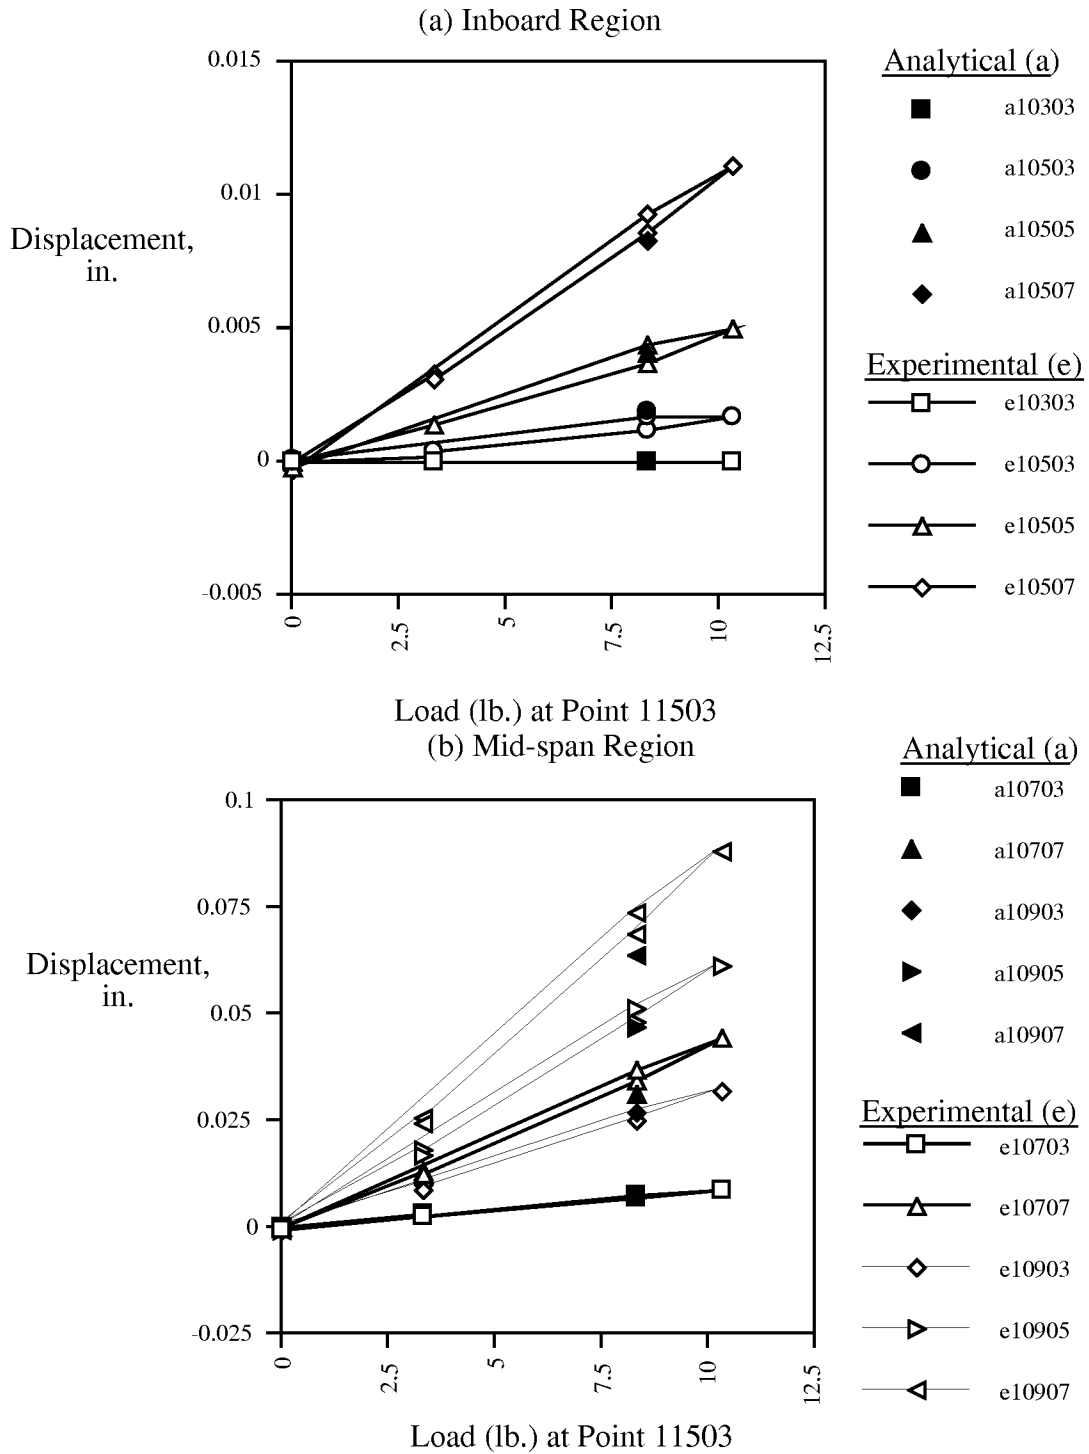 (a) Inboard Region
0.015
0.01
0.005
0
-0.005
Displacement,
in.
0
2.5
5
7.5
10
12.5
Load (lb.) at Point 11503
Analytical (a)
a10303
a10503
a10505
a10507
Experimental (e)
e10303
e10503
e10505
e10507
(b) Mid-span Region
0.1
0.075
0.05
0.025
0
-0.025
Displacement,
in.
0
2.5
5
7.5
10
12.5
Load (lb.) at Point 11503
Analytical (a)
a10703
a10707
a10903
a10905
a10907
Experimental (e)
e10703
e10707
e10903
e10905
e10907